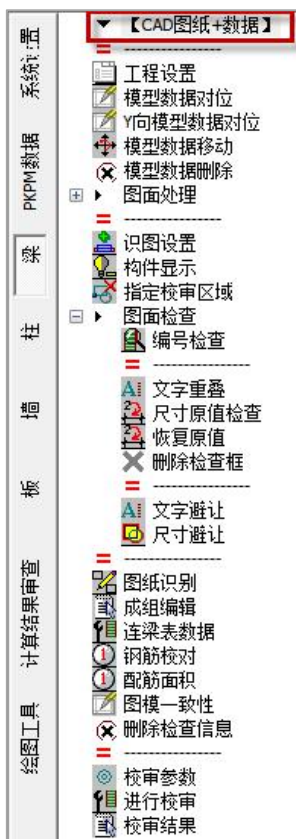 系统设置
PKPM数据
梁
柱
墙
板
计算结果审查
绘图工具
【CAD图纸+数据】
----------------
工程设置
模型数据对位
Y向模型数据对位
模型数据移动
模型数据删除
图面处理
----------------
识图设置
构件显示
指定校审区域
图面检查
编号检查
----------------
文字重叠
尺寸原值检查
恢复原值
删除检查框
----------------
文字避让
尺寸避让
----------------
图纸识别
成组编辑
连梁表数据
钢筋校对
配筋面积
图模一致性
删除检查信息
----------------
校审参数
进行校审
校审结果